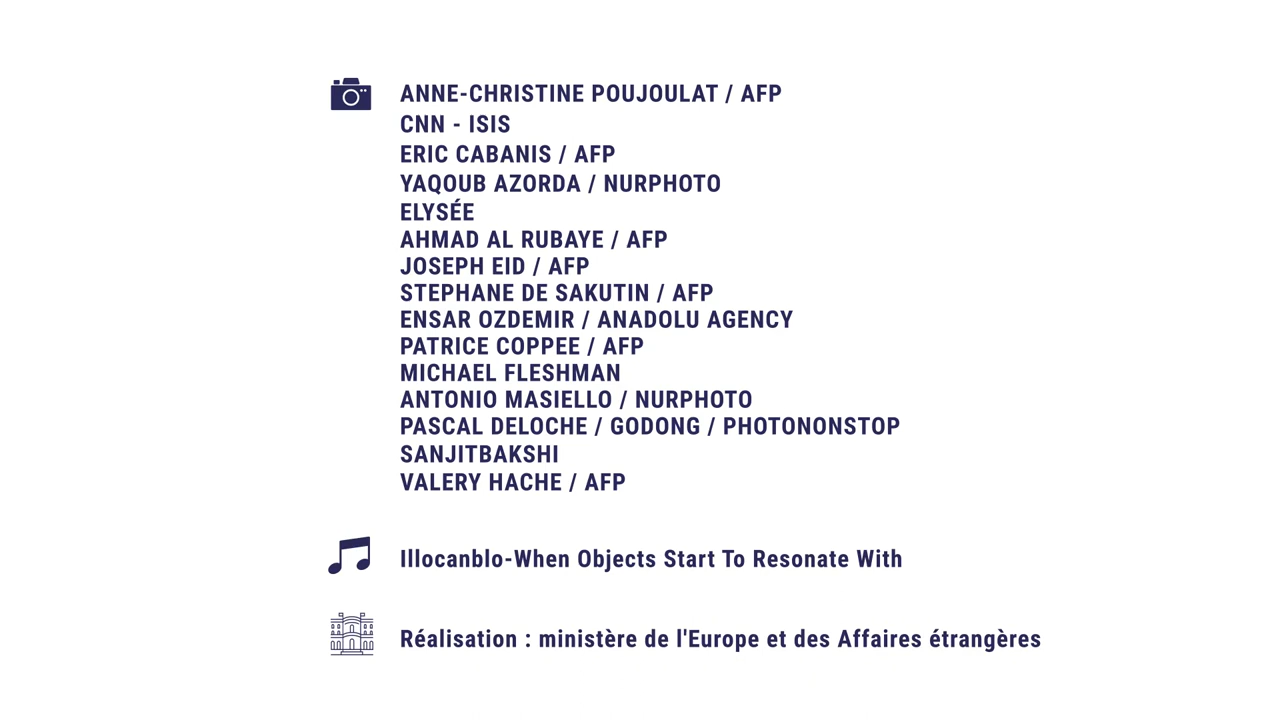 ANNE-CHRISTINE POUJOULAT / AFP
CNN - ISIS
ERIC CABANIS / AFP
YAQOUB AZORDA / NURPHOTO
ELYSÉE
AHMAD AL RUBAYE / AFP
JOSEPH EID / AFP
STEPHANE DE SAKUTIN / AFP
ENSAR OZDEMIR / ANADOLU AGENCY
PATRICE COPPEE / AFP
MICHAEL FLESHMAN
ANTONIO MASIELLO / NURPHOTO
PASCAL DELOCHE / GODONG / PHOTONONSTOP
SANJITBAKSHI
VALERY HACHE / AFP
Illocanblo-When Objects Start To Resonate With
Réalisation : ministère de l'Europe et des Affaires étrangères